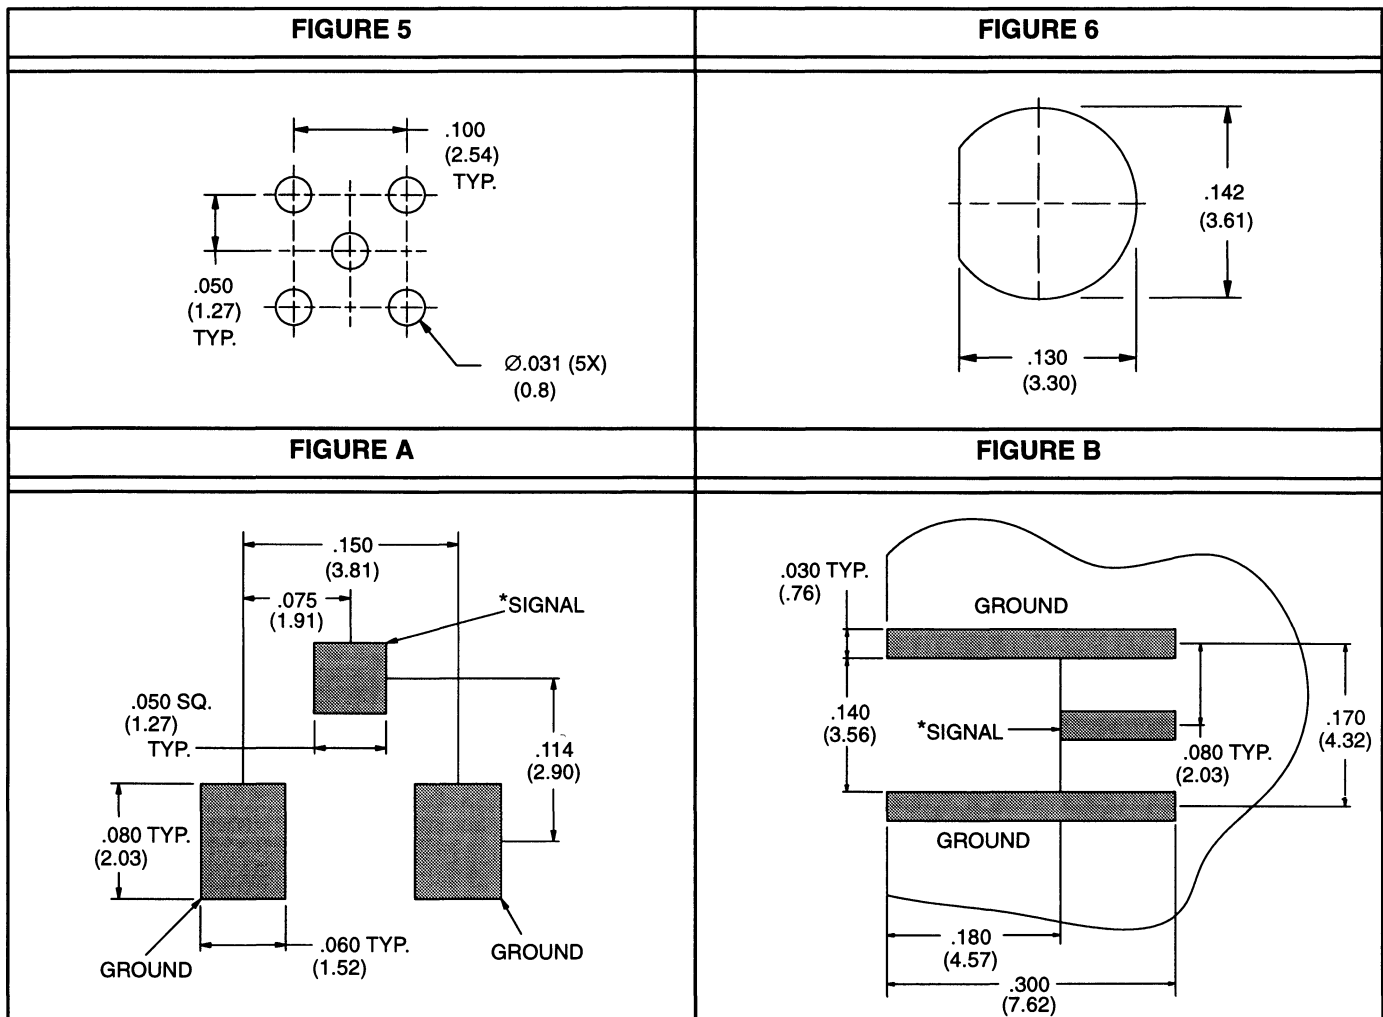 FIGURE 5
.100
(2.54)
TYP.
.050
(1.27)
TYP.
Ø.031 (5X)
(0.8)
FIGURE 6
.142
(3.61)
.130
(3.30)
FIGURE A
.150
(3.81)
.075
(1.91)
*SIGNAL
.050 SQ.
(1.27)
TYP.
.114
(2.90)
.080 TYP.
(2.03)
.060 TYP.
(1.52)
GROUND
GROUND
FIGURE B
.030 TYP.
(.76)
GROUND
.140
(3.56)
*SIGNAL
.170
(4.32)
.080 TYP.
(2.03)
GROUND
.180
(4.57)
.300
(7.62)